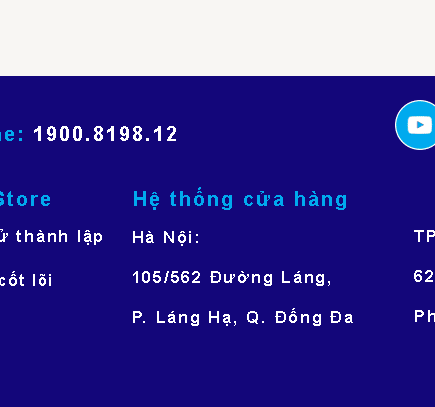 1900.8198.12
Store
Hệ thống cửa hàng
thành lập
Hà Nội:
TP
cốt lõi
105/562 Đường Láng,
62
P. Láng Hạ, Q. Đống Đa
Ph